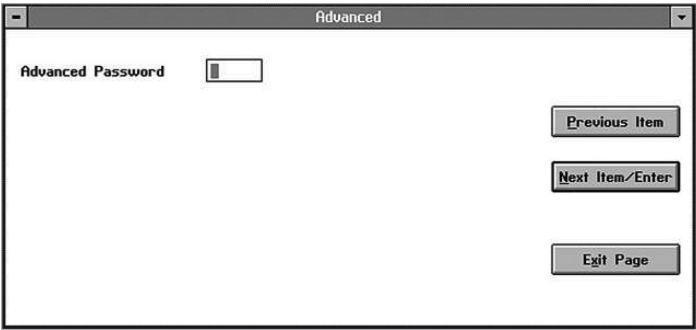 Advanced
Advanced Password
Previous Item
Next Item/Enter
Exit Page